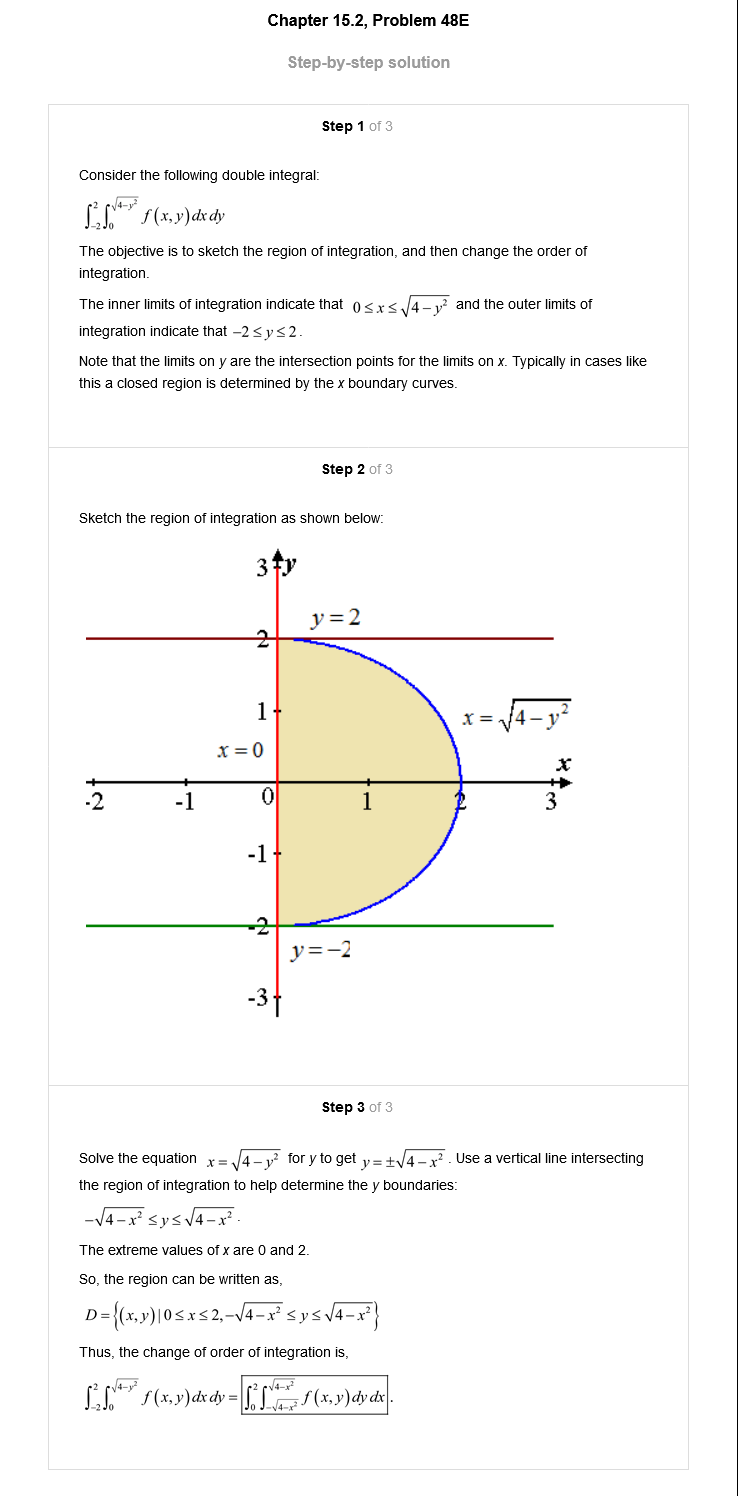 Chapter 15.2, Problem 48E
Step-by-step solution
Step 1 of 3
Consider the following double integral:
∫₋₂² ∫₀^√(4−y²) f(x, y) dx dy
The objective is to sketch the region of integration, and then change the order of
integration.
The inner limits of integration indicate that 0 ≤ x ≤ √(4−y²) and the outer limits of
integration indicate that −2 ≤ y ≤ 2.
Note that the limits on y are the intersection points for the limits on x. Typically in cases like
this a closed region is determined by the x boundary curves.
Step 2 of 3
Sketch the region of integration as shown below:
3 y
y = 2
2
1
x = √(4−y²)
x = 0
x
-2 -1 0 1 2 3
-1
-2
y = −2
-3
Step 3 of 3
Solve the equation x = √(4−y²) for y to get y = ±√(4−x²). Use a vertical line intersecting
the region of integration to help determine the y boundaries:
−√(4−x²) ≤ y ≤ √(4−x²).
The extreme values of x are 0 and 2.
So, the region can be written as,
D = {(x, y) | 0 ≤ x ≤ 2, −√(4−x²) ≤ y ≤ √(4−x²)}
Thus, the change of order of integration is,
∫₋₂² ∫₀^√(4−y²) f(x, y) dx dy = ∫₀² ∫_−√(4−x²)^√(4−x²) f(x, y) dy dx.